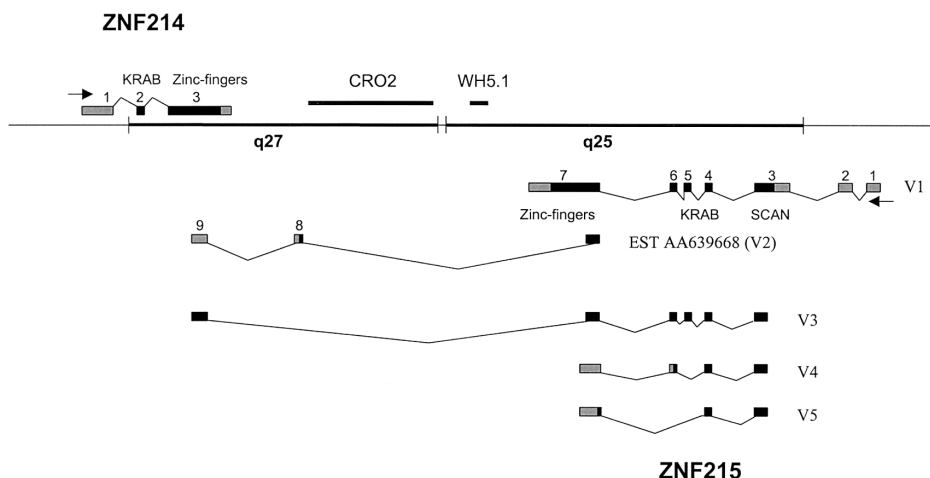 ZNF214
KRAB Zinc-fingers
1 2 3
CRO2 WH5.1
q27 q25
7 6 5 4 3 2 1 V1
Zinc-fingers KRAB SCAN
9 8 EST AA639668 (V2)
V3
V4
V5
ZNF215